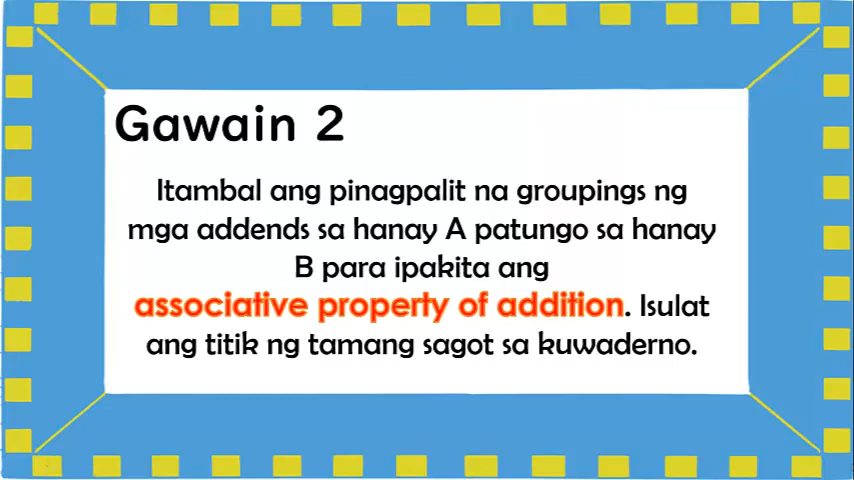 Gawain 2
Itambal ang pinagpalit na groupings ng
mga addends sa hanay A patungo sa hanay
B para ipakita ang
associative property of addition. Isulat
ang titik ng tamang sagot sa kuwaderno.